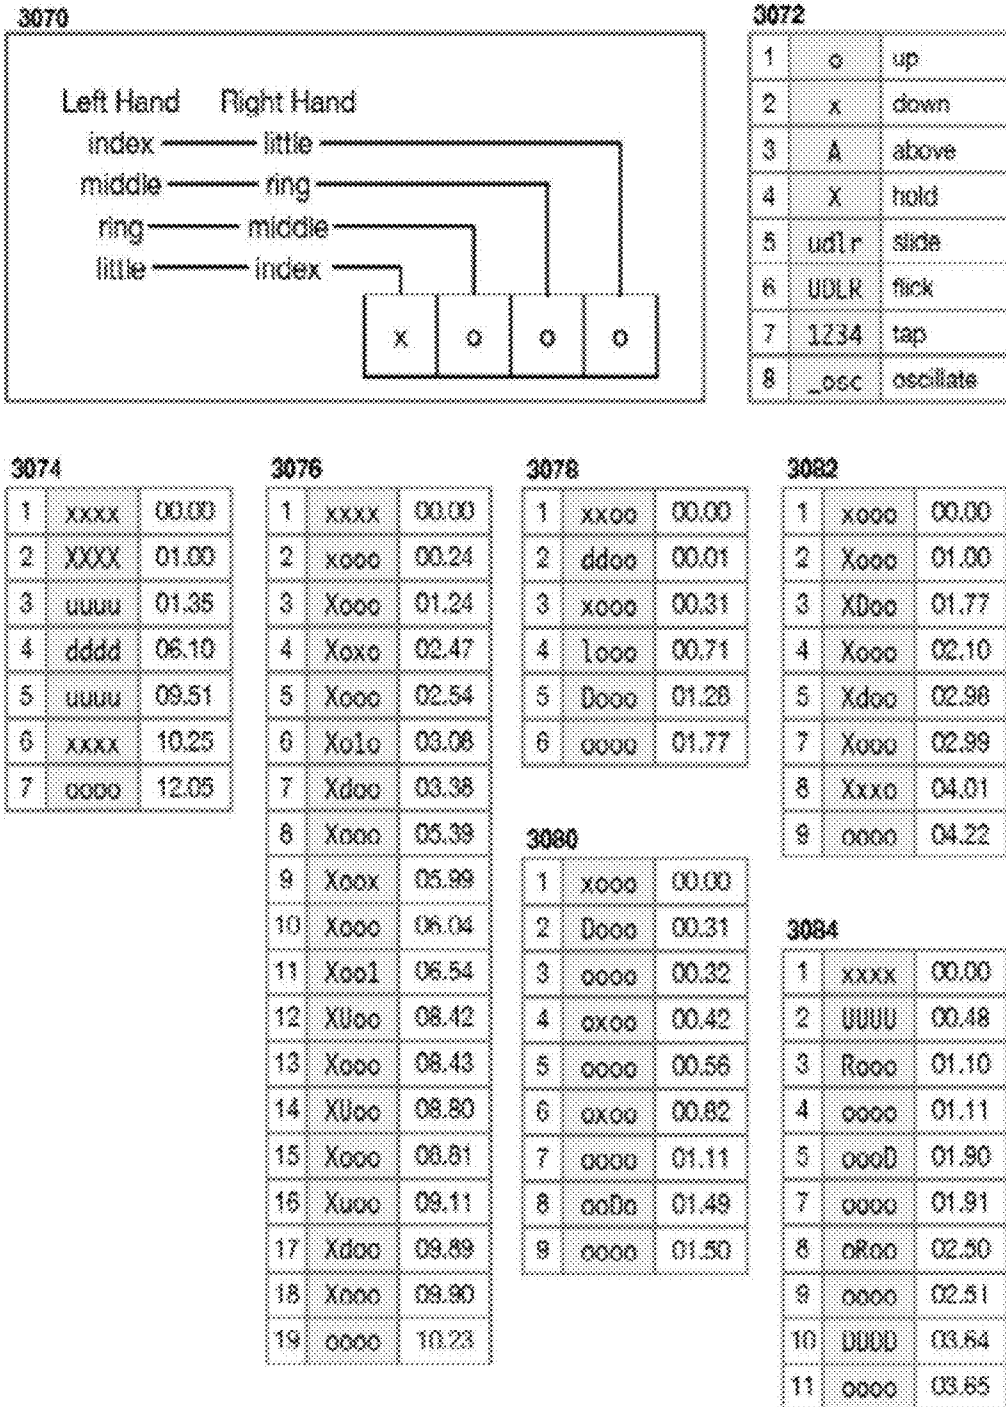 3070
Left Hand Right Hand
index little
middle ring
ring middle
little index
x o o o
3072
1 o up
2 x down
3 A above
4 X hold
5 udlr slide
6 UDLR flick
7 1234 tap
8 _osc oscillate
3074
1 xxxx 00.00
2 XXXX 01.00
3 uuuu 01.35
4 dddd 06.10
5 uuuu 09.51
6 xxxx 10.25
7 oooo 12.05
3076
1 xxxx 00.00
2 xooo 00.24
3 Xooo 01.24
4 Xoxo 02.47
5 Xooo 02.54
6 Xolo 03.08
7 Xdoo 03.38
8 Xooo 05.39
9 Xoox 05.99
10 Xooo 06.04
11 Xool 06.54
12 XUoo 08.42
13 Xooo 08.43
14 XUoo 08.80
15 Xooo 08.81
16 Xuoo 09.11
17 Xdoo 09.89
18 Xooo 09.90
19 oooo 10.23
3078
1 xxoo 00.00
2 ddoo 00.01
3 xooo 00.31
4 looo 00.71
5 Dooo 01.28
6 oooo 01.77
3080
1 xooo 00.00
2 Dooo 00.31
3 oooo 00.32
4 oxoo 00.42
5 oooo 00.56
6 oxoo 00.82
7 oooo 01.11
8 ooDo 01.49
9 oooo 01.50
3082
1 xooo 00.00
2 Xooo 01.00
3 XDoo 01.77
4 Xooo 02.10
5 Xdoo 02.98
7 Xooo 02.99
8 Xxxo 04.01
9 oooo 04.22
3084
1 xxxx 00.00
2 UUUU 00.48
3 Rooo 01.10
4 oooo 01.11
5 oooD 01.90
7 oooo 01.91
8 oRoo 02.50
9 oooo 02.51
10 DDDD 03.64
11 oooo 03.65